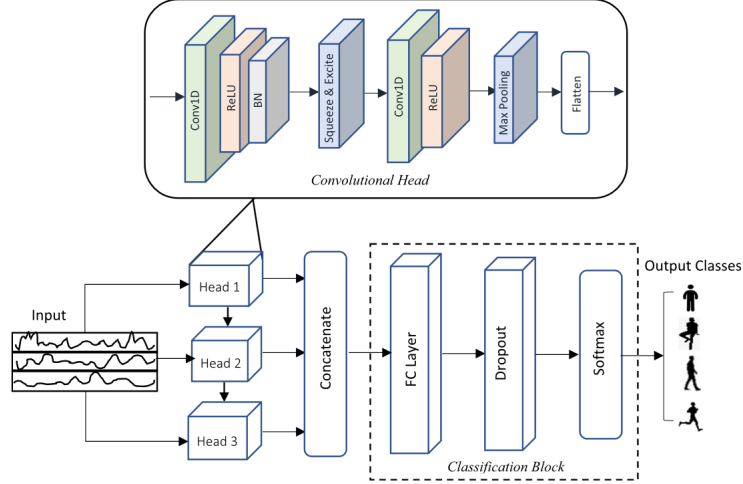 Conv1D
ReLU
BN
Squeeze & Excite
Conv1D
ReLU
Max Pooling
Flatten
Convolutional Head
Input
Head 1
Head 2
Head 3
Concatenate
FC Layer
Dropout
Softmax
Classification Block
Output Classes